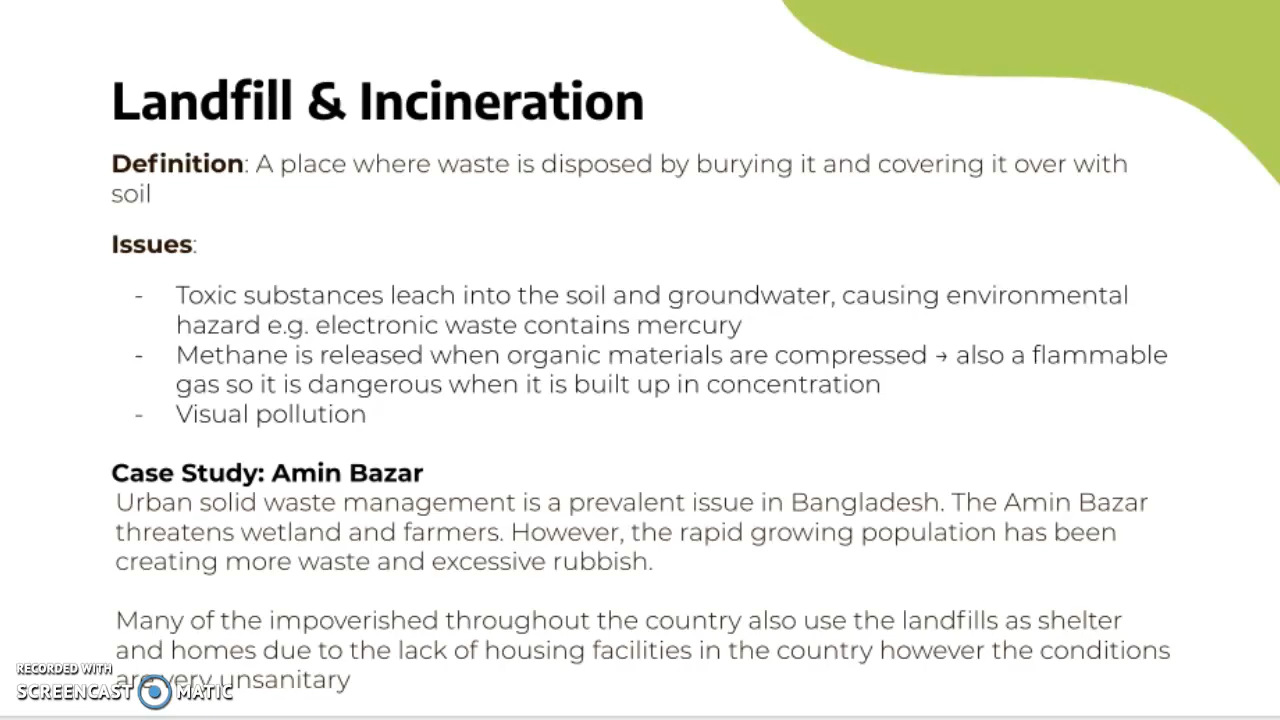 Landfill & Incineration
Definition: A place where waste is disposed by burying it and covering it over with
soil
Issues:
- Toxic substances leach into the soil and groundwater, causing environmental
hazard e.g. electronic waste contains mercury
- Methane is released when organic materials are compressed → also a flammable
gas so it is dangerous when it is built up in concentration
- Visual pollution
Case Study: Amin Bazar
Urban solid waste management is a prevalent issue in Bangladesh. The Amin Bazar
threatens wetland and farmers. However, the rapid growing population has been
creating more waste and excessive rubbish.
Many of the impoverished throughout the country also use the landfills as shelter
and homes due to the lack of housing facilities in the country however the conditions
are very unsanitary
RECORDED WITH
SCREENCAST MATIC